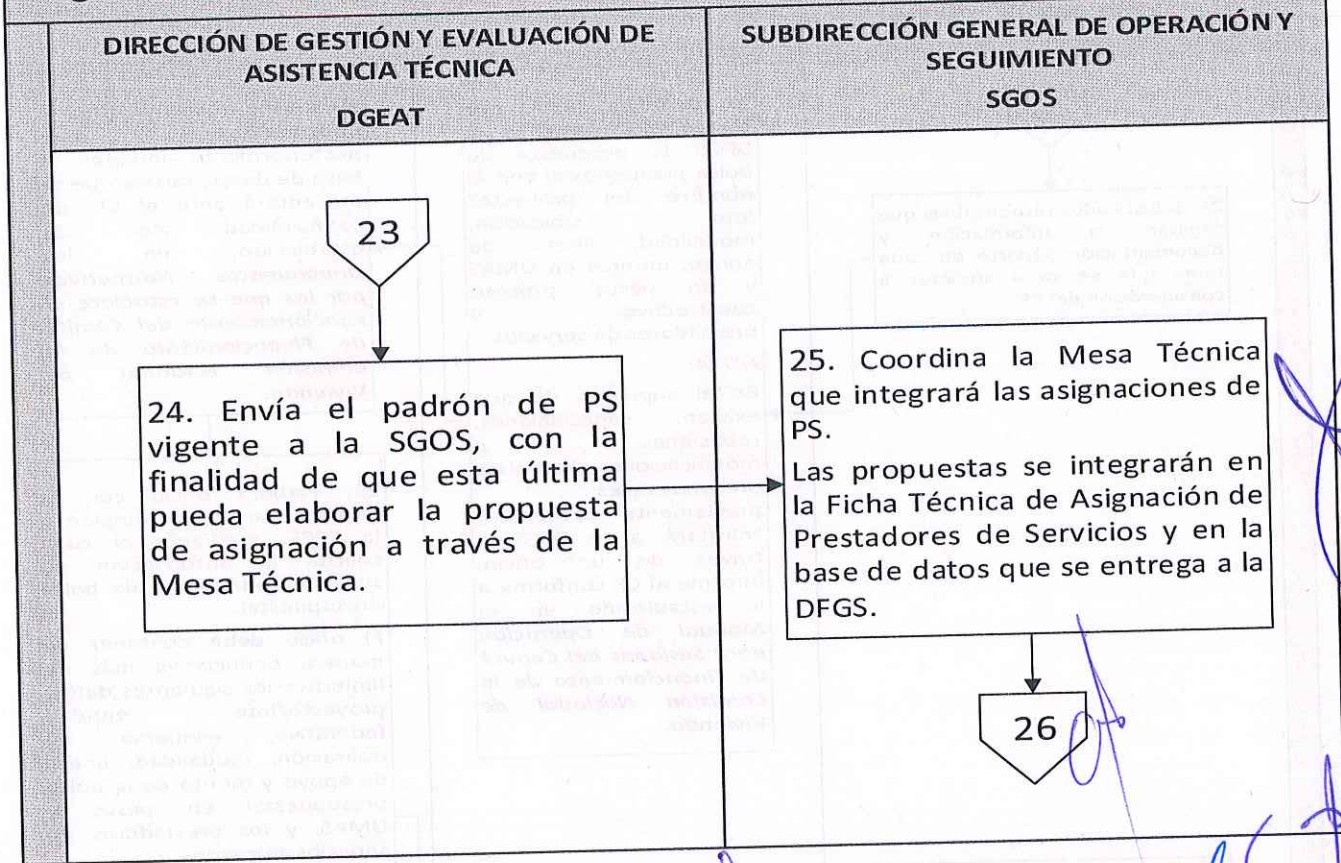 DIRECCIÓN DE GESTIÓN Y EVALUACIÓN DE
ASISTENCIA TÉCNICA
DGEAT
SUBDIRECCIÓN GENERAL DE OPERACIÓN Y
SEGUIMIENTO
SGOS
23
24. Envía el padrón de PS
vigente a la SGOS, con la
finalidad de que esta última
pueda elaborar la propuesta
de asignación a través de la
Mesa Técnica.
25. Coordina la Mesa Técnica
que integrará las asignaciones de
PS.
Las propuestas se integrarán en
la Ficha Técnica de Asignación de
Prestadores de Servicios y en la
base de datos que se entrega a la
DFGS.
26